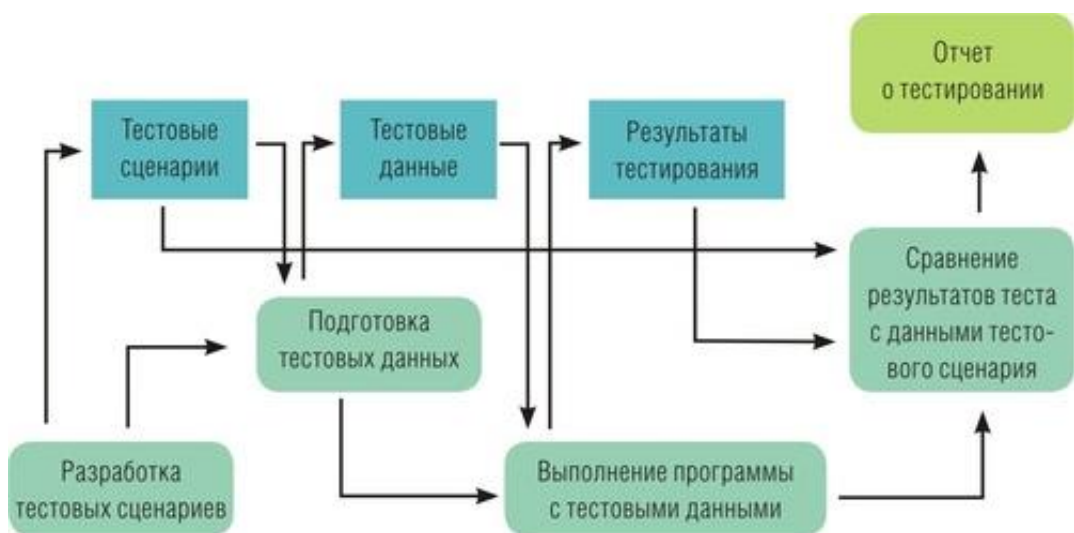 Отчет
о тестировании
Тестовые
сценарии
Тестовые
данные
Результаты
тестирования
Сравнение
результатов теста
с данными тесто-
вого сценария
Подготовка
тестовых данных
Разработка
тестовых сценариев
Выполнение программы
с тестовыми данными